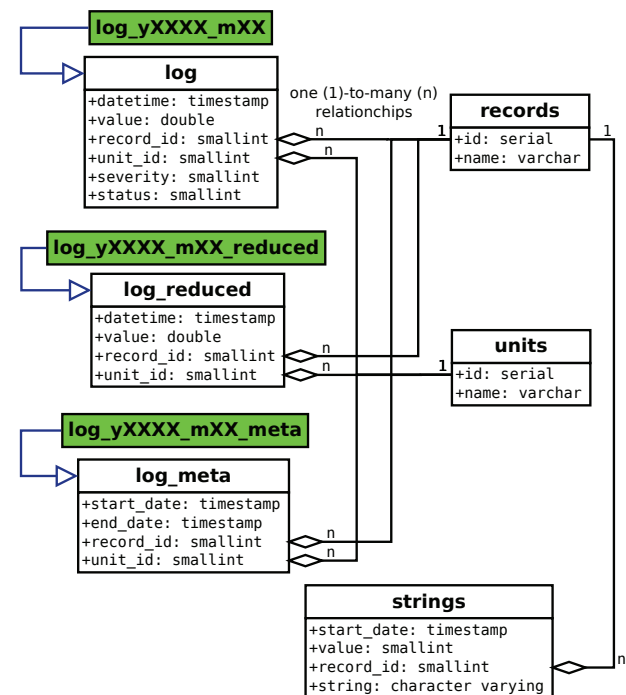 log_yXXXX_mXX
log
+datetime: timestamp
+value: double
+record_id: smallint
+unit_id: smallint
+severity: smallint
+status: smallint
one (1)-to-many (n)
relationchips
n
n
1
records
+id: serial
+name: varchar
1
log_yXXXX_mXX_reduced
log_reduced
+datetime: timestamp
+value: double
+record_id: smallint
+unit_id: smallint
n
n
1
units
+id: serial
+name: varchar
log_yXXXX_mXX_meta
log_meta
+start_date: timestamp
+end_date: timestamp
+record_id: smallint
+unit_id: smallint
n
n
strings
+start_date: timestamp
+value: smallint
+record_id: smallint
+string: character varying
n